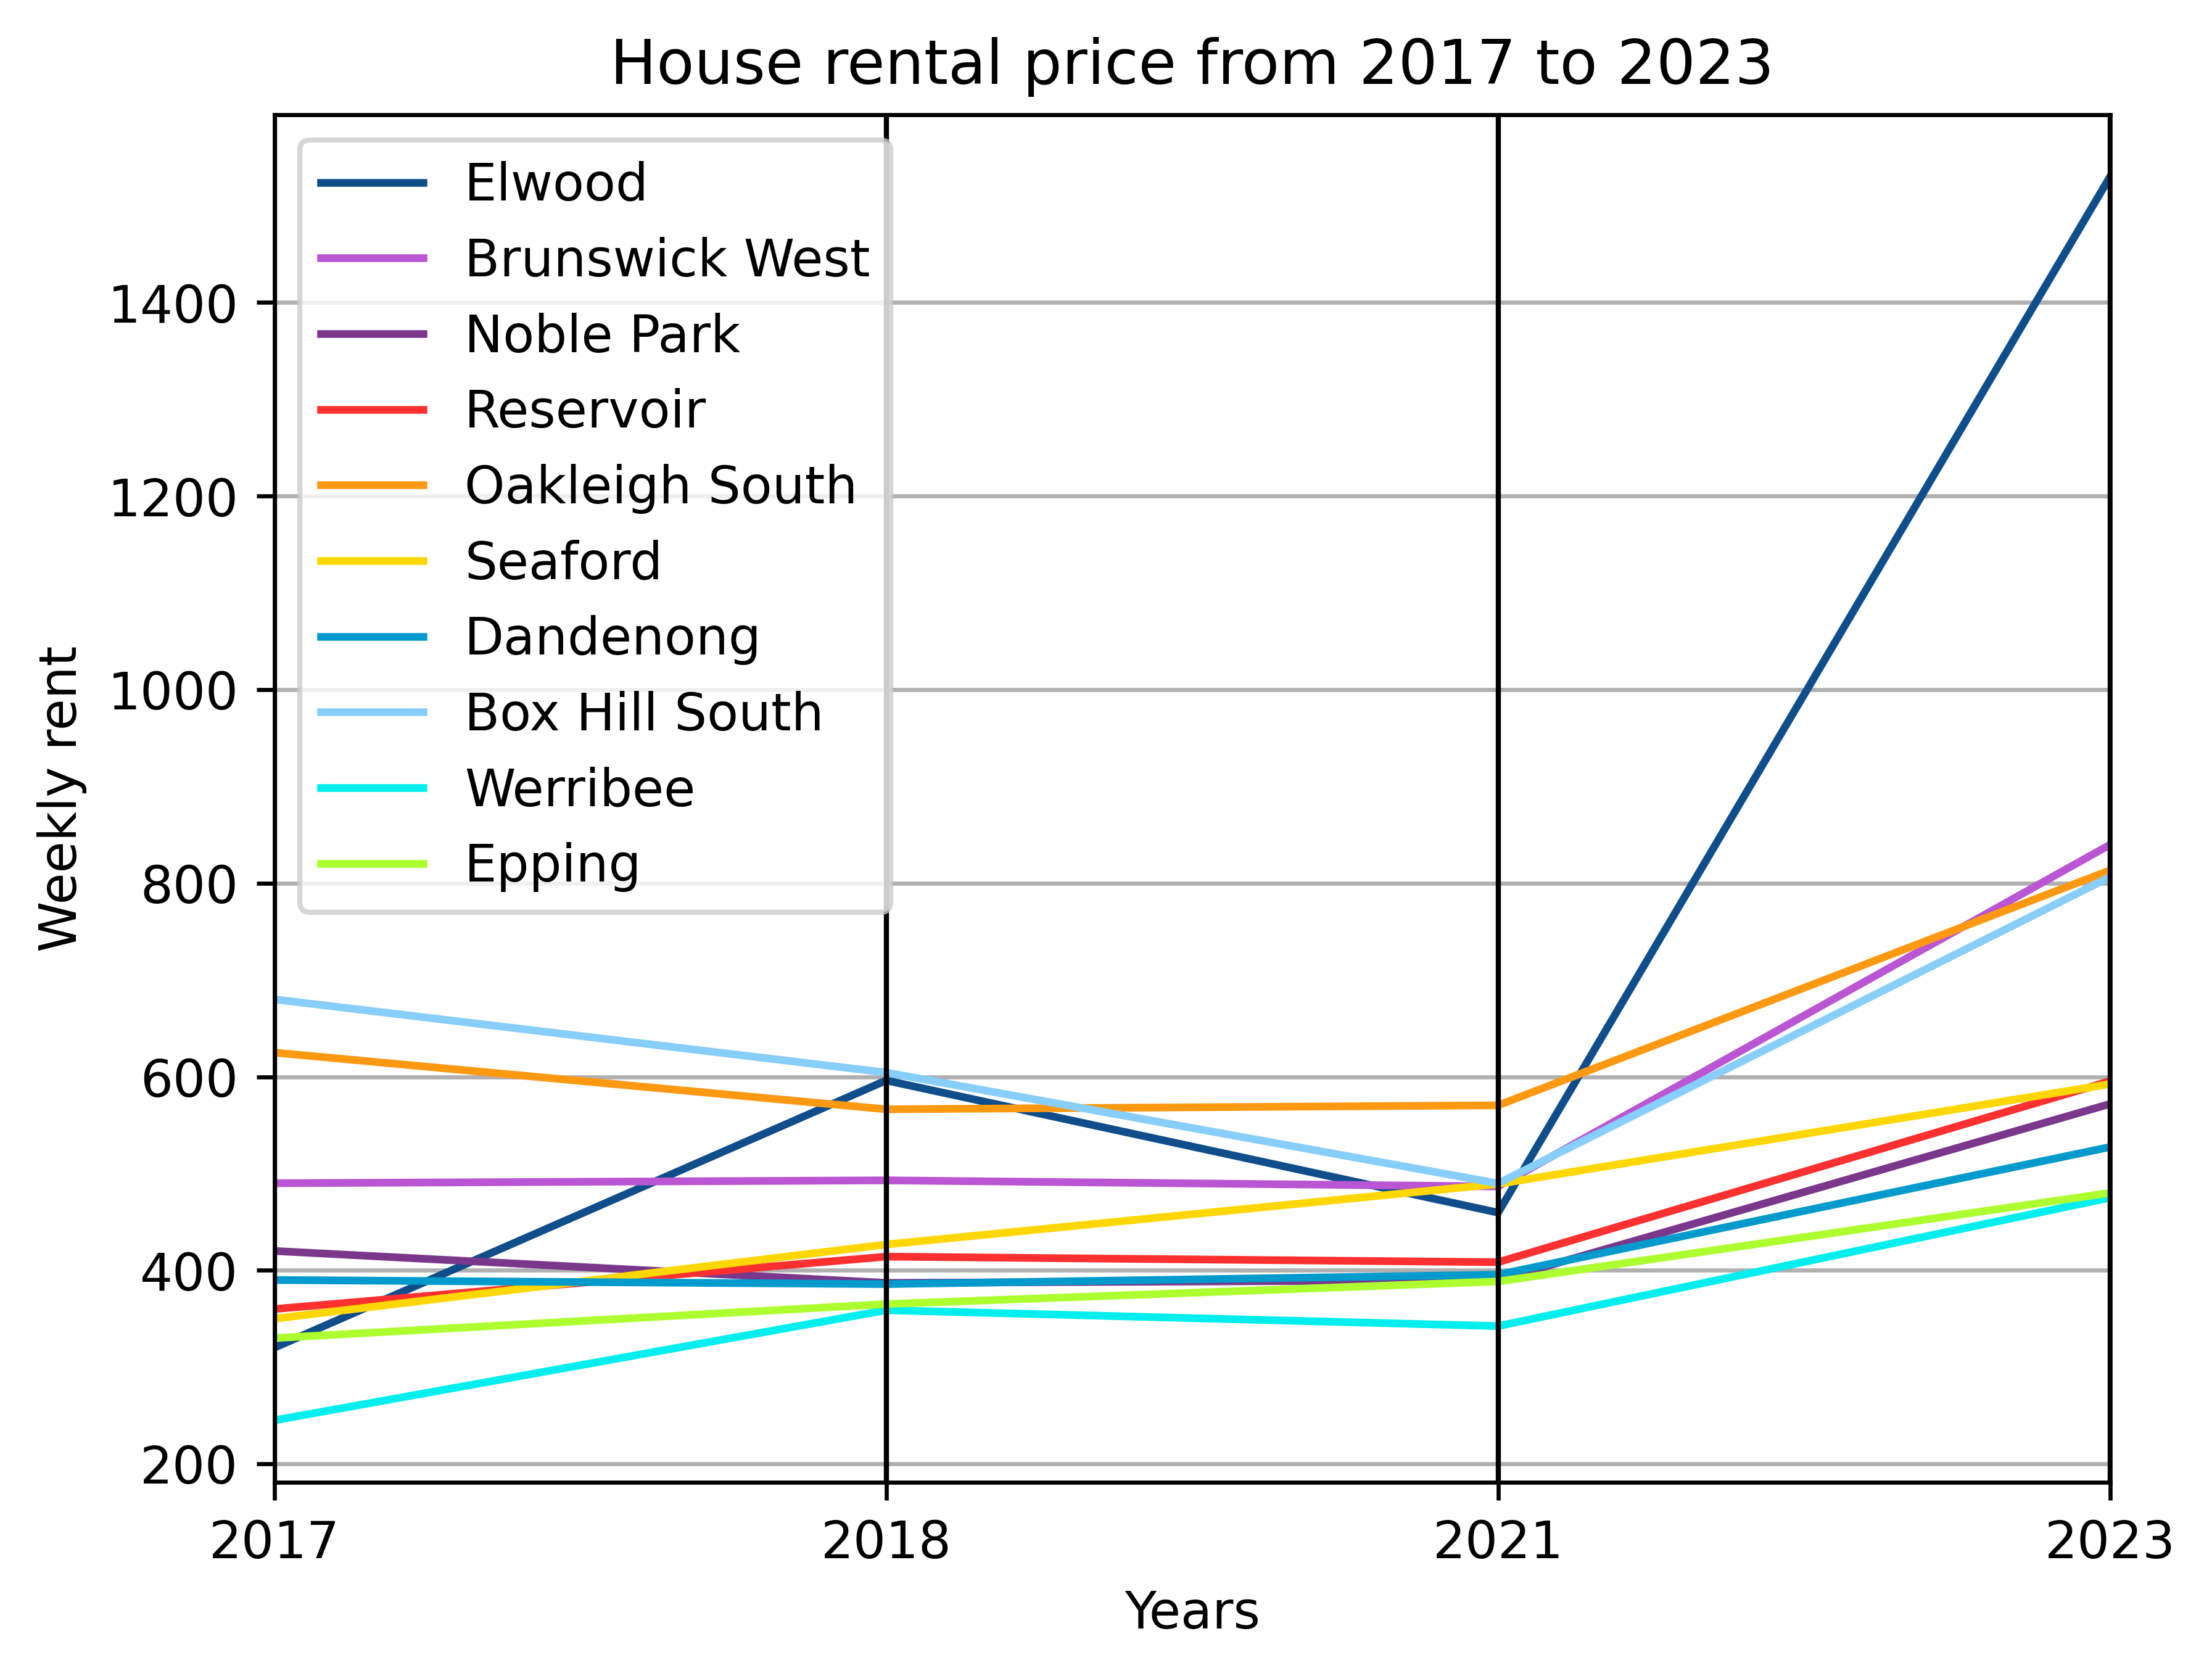 House rental price from 2017 to 2023
Elwood
Brunswick West
Noble Park
Reservoir
Oakleigh South
Seaford
Dandenong
Box Hill South
Werribee
Epping
1400
1200
1000
800
600
400
200
Weekly rent
2017 2018 2021 2023
Years